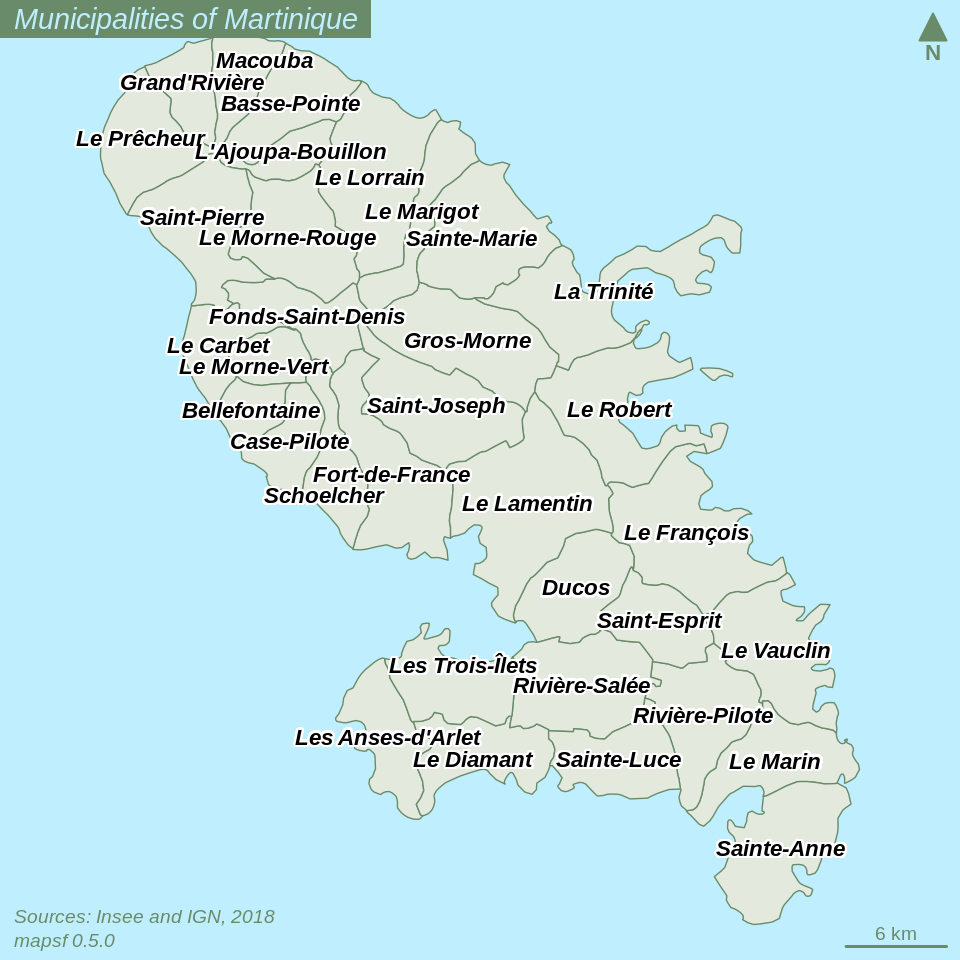 Municipalities of Martinique
N
Macouba
Grand'Rivière
Basse-Pointe
Le Prêcheur
L'Ajoupa-Bouillon
Le Lorrain
Le Marigot
Saint-Pierre
Le Morne-Rouge
Sainte-Marie
La Trinité
Fonds-Saint-Denis
Gros-Morne
Le Carbet
Le Morne-Vert
Saint-Joseph
Le Robert
Bellefontaine
Case-Pilote
Fort-de-France
Schoelcher
Le Lamentin
Le François
Ducos
Saint-Esprit
Le Vauclin
Les Trois-Îlets
Rivière-Salée
Rivière-Pilote
Les Anses-d'Arlet
Le Diamant
Sainte-Luce
Le Marin
Sainte-Anne
Sources: Insee and IGN, 2018
mapsf 0.5.0
6 km